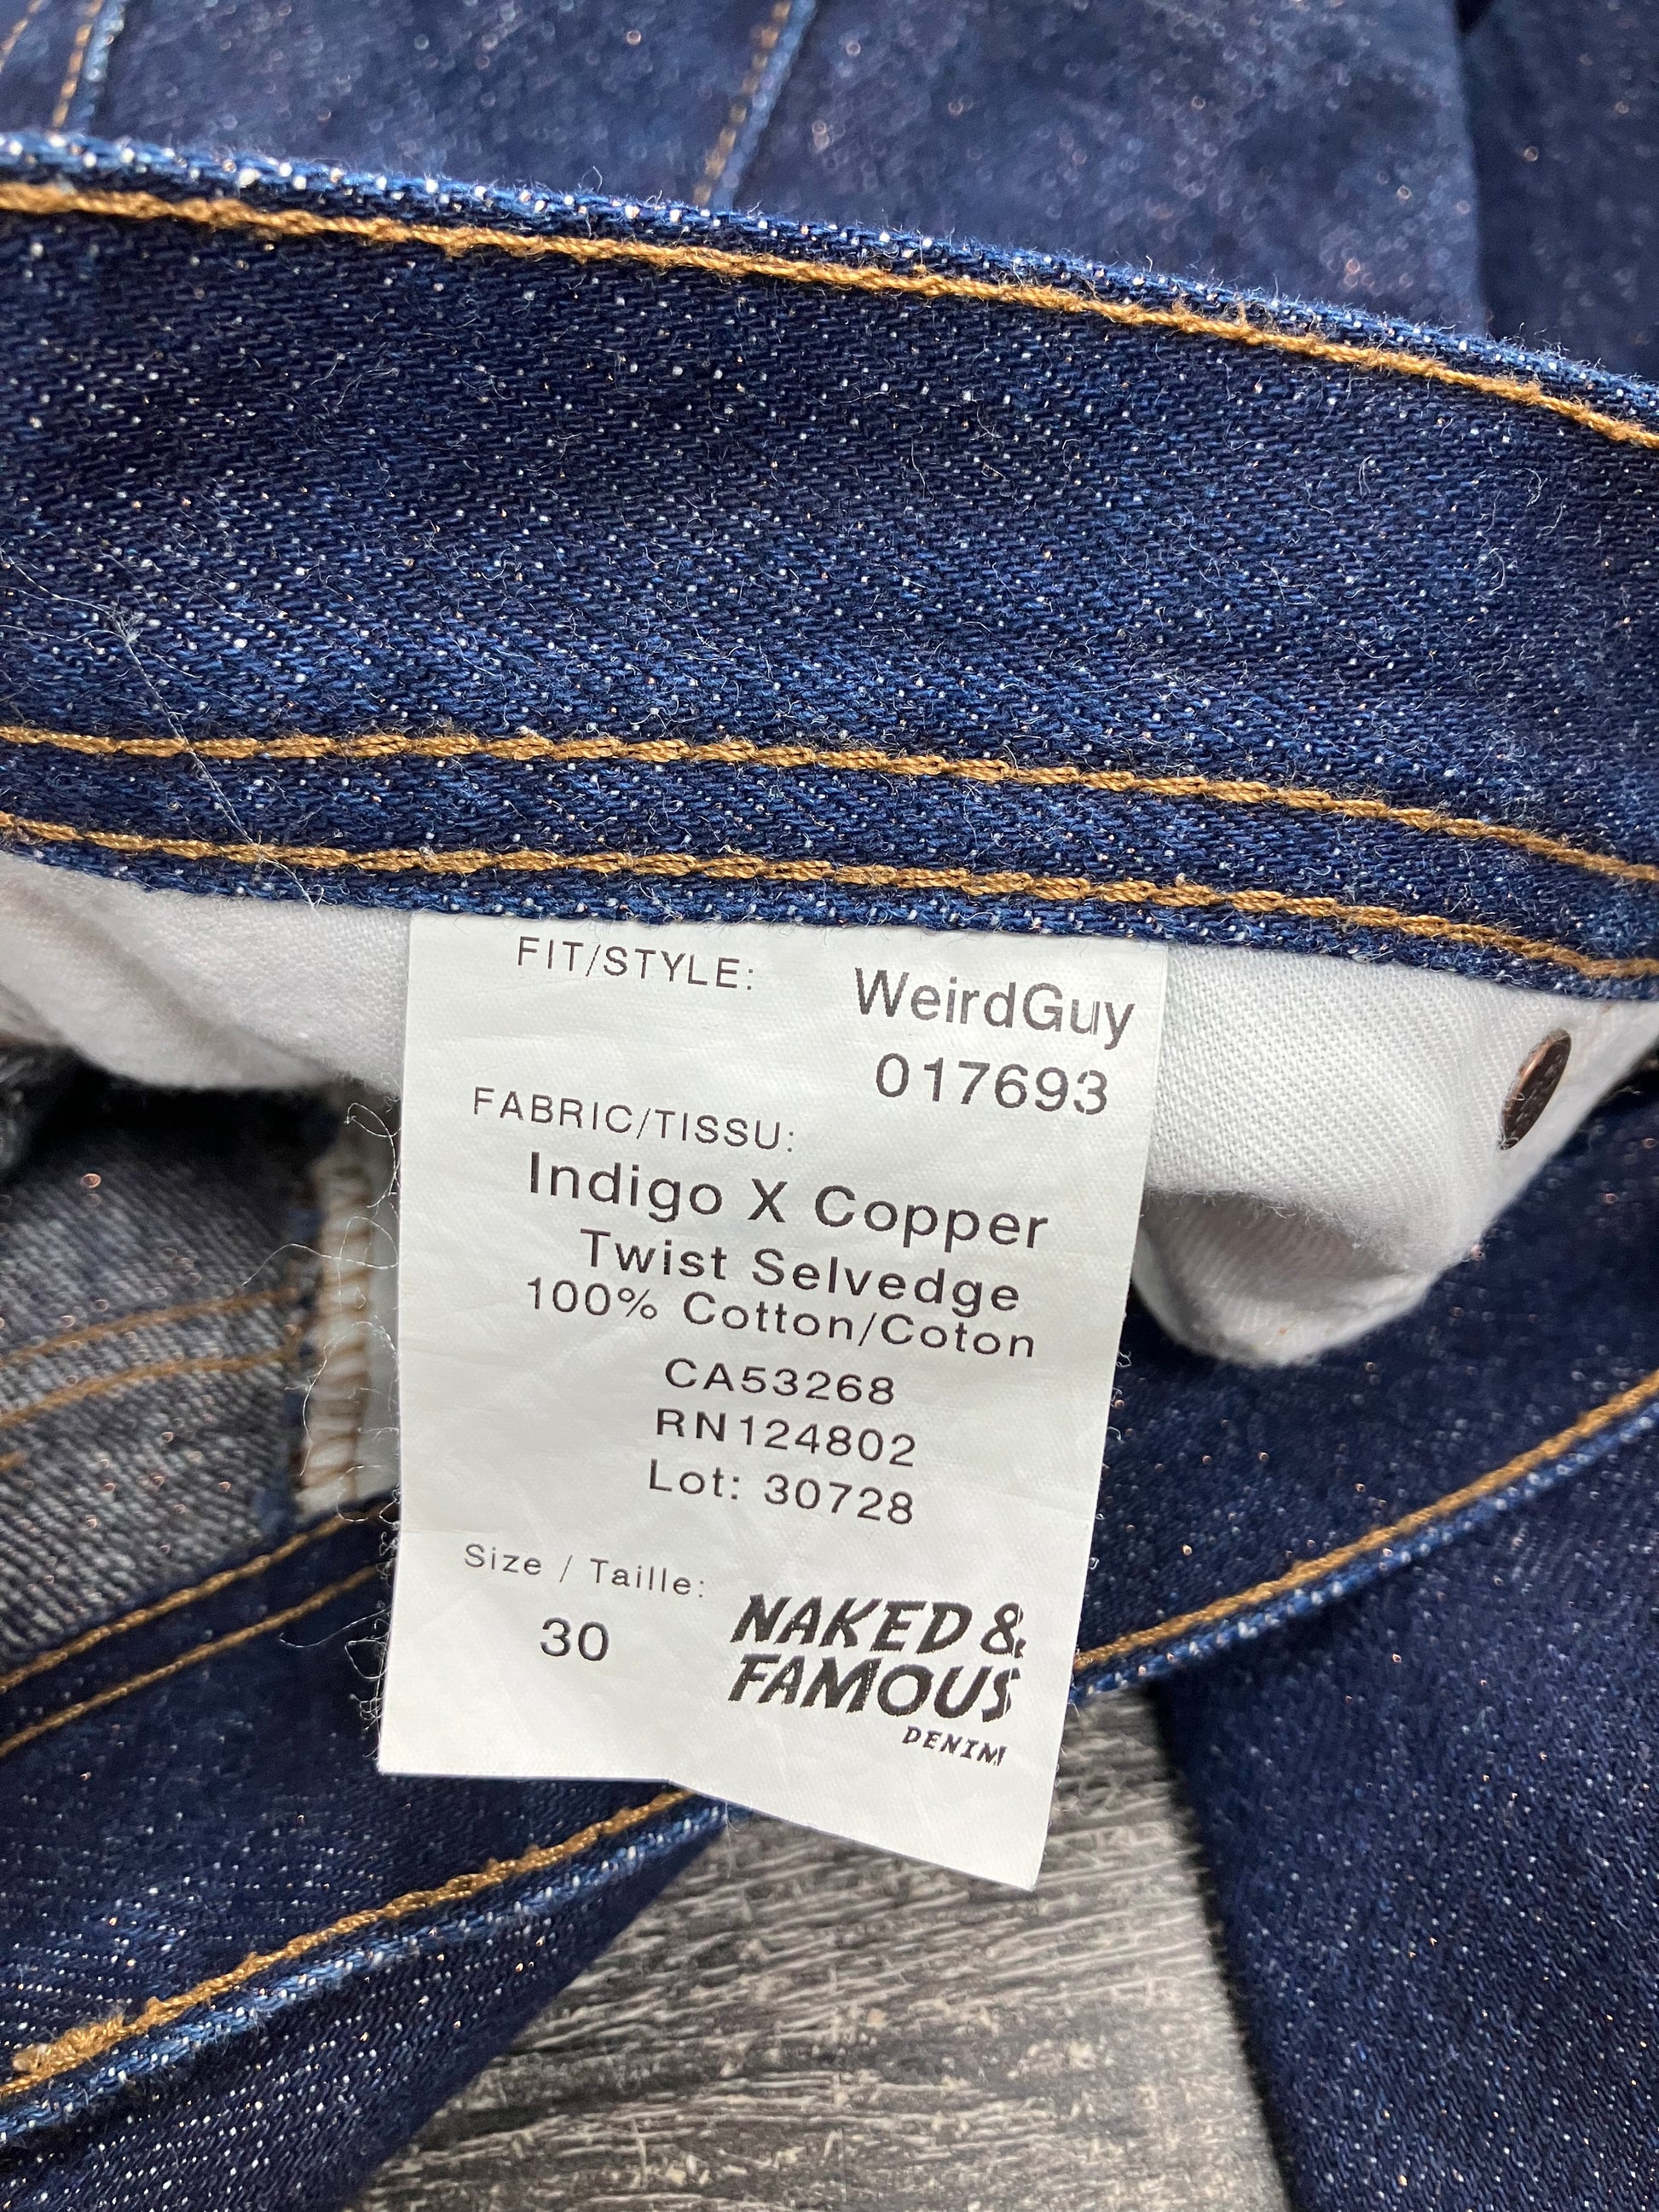 FIT/STYLE: WeirdGuy
017693
FABRIC/TISSU:
Indigo X Copper
Twist Selvedge
100% Cotton/Coton
CA53268
RN124802
Lot: 30728
Size / Taille:
30
NAKED &
FAMOUS
DENIM